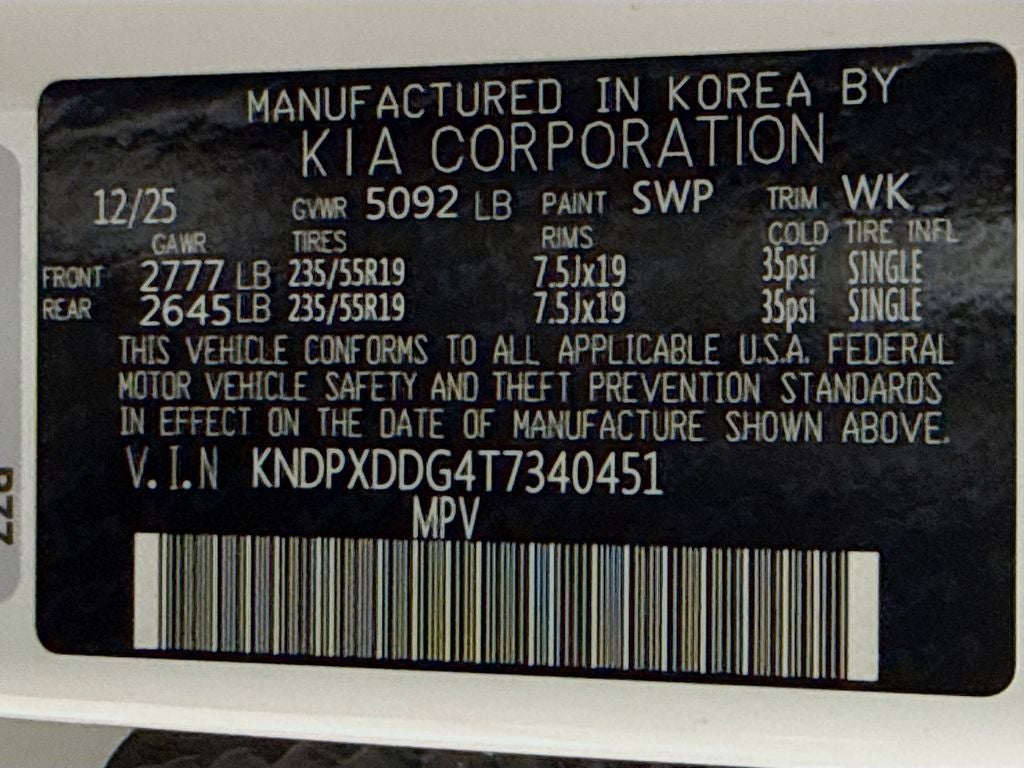 MANUFACTURED IN KOREA BY
KIA CORPORATION
12/25 GVWR 5092 LB PAINT SWP TRIM WK
GAWR TIRES RIMS COLD TIRE INFL
FRONT 2777 LB 235/55R19 7.5Jx19 35psi SINGLE
REAR 2645 LB 235/55R19 7.5Jx19 35psi SINGLE
THIS VEHICLE CONFORMS TO ALL APPLICABLE U.S.A. FEDERAL
MOTOR VEHICLE SAFETY AND THEFT PREVENTION STANDARDS
IN EFFECT ON THE DATE OF MANUFACTURE SHOWN ABOVE.
V.I.N KNDPXDDG4T7340451
MPV